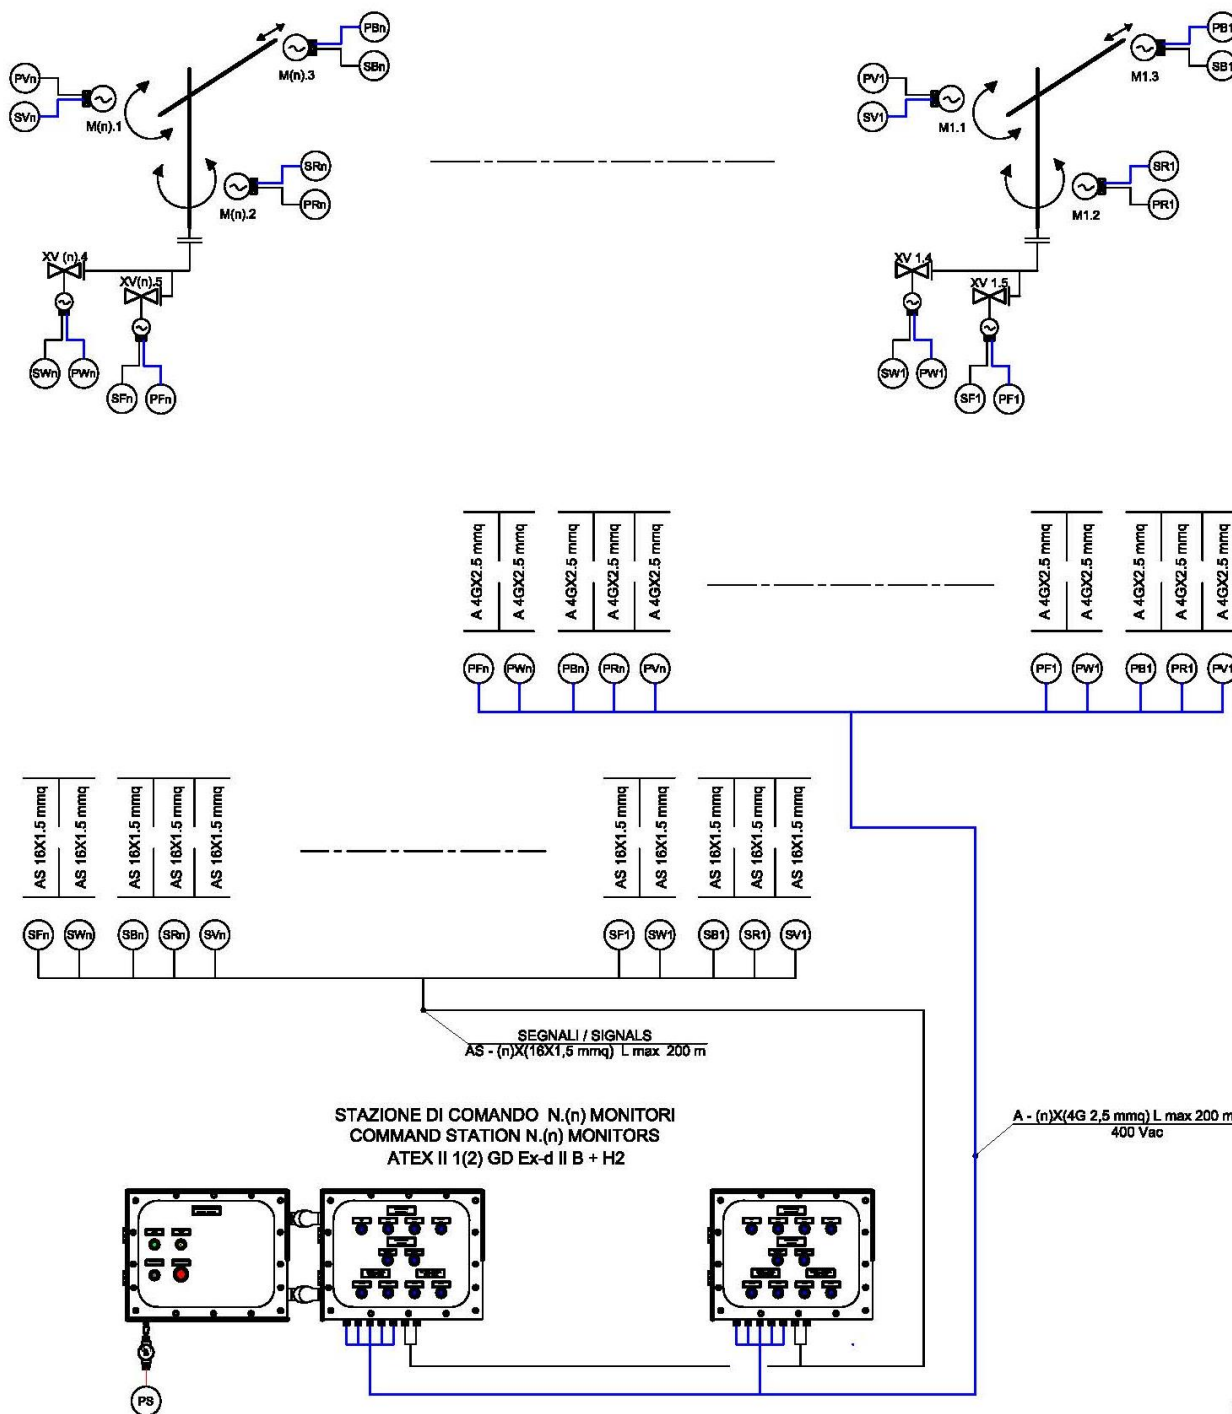 PBn
PVn
M(n).3
SBn
SVn
M(n).1
SRn
M(n).2
PRn
XV (n).4
XV(n).5
SWn
PWn
SFn
PFn
PB1
PV1
M1.3
SB1
SV1
M1.1
SR1
M1.2
PR1
XV 1.4
XV 1.5
SW1
PW1
SF1
PF1
A 4GX2.5 mmq
A 4GX2.5 mmq
A 4GX2.5 mmq
A 4GX2.5 mmq
A 4GX2.5 mmq
A 4GX2.5 mmq
A 4GX2.5 mmq
A 4GX2.5 mmq
A 4GX2.5 mmq
A 4GX2.5 mmq
PFn PWn PBn PRn PVn PF1 PW1 PB1 PR1 PV1
AS 16X1.5 mmq
AS 16X1.5 mmq
AS 16X1.5 mmq
AS 16X1.5 mmq
AS 16X1.5 mmq
AS 16X1.5 mmq
AS 16X1.5 mmq
AS 16X1.5 mmq
AS 16X1.5 mmq
AS 16X1.5 mmq
SFn SWn SBn SRn SVn SF1 SW1 SB1 SR1 SV1
SEGNALI / SIGNALS
AS - (n)X(16X1,5 mmq) L max 200 m
STAZIONE DI COMANDO N.(n) MONITORI
COMMAND STATION N.(n) MONITORS
ATEX II 1(2) GD Ex-d II B + H2
A - (n)X(4G 2,5 mmq) L max 200 m
400 Vac
PS